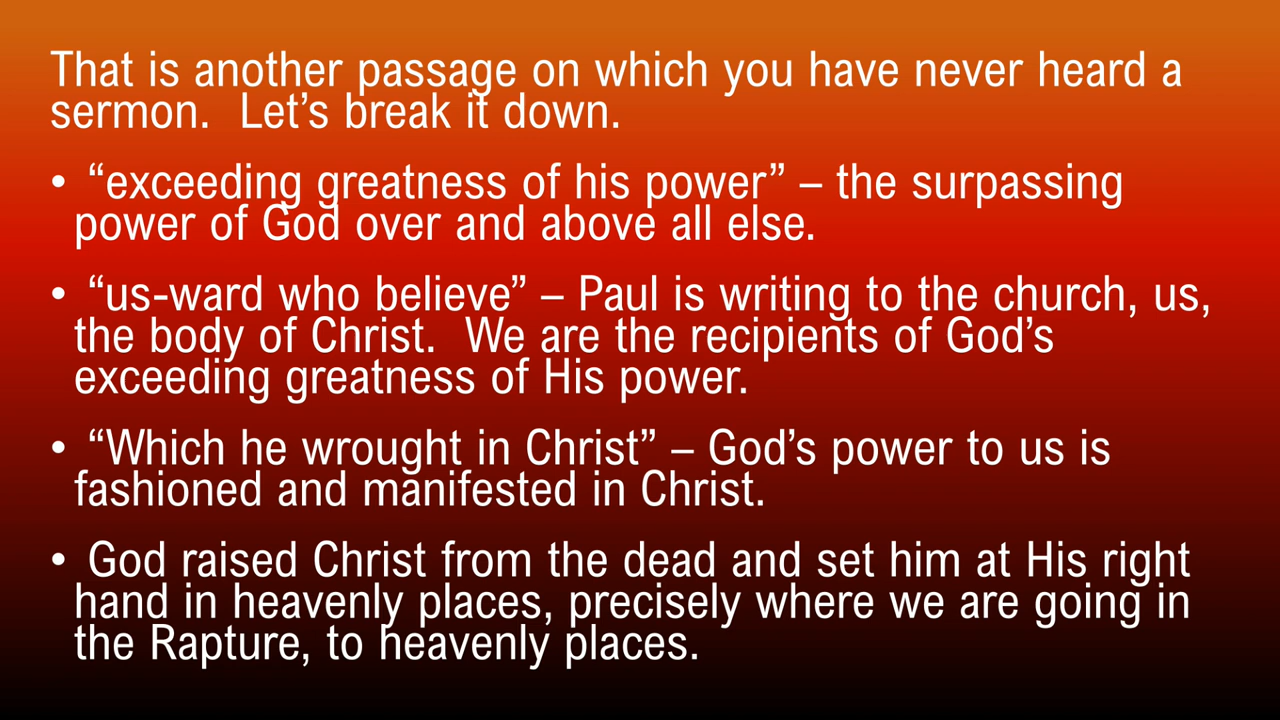 That is another passage on which you have never heard a
sermon.  Let’s break it down.
• “exceeding greatness of his power” – the surpassing
power of God over and above all else.
• “us-ward who believe” – Paul is writing to the church, us,
the body of Christ.  We are the recipients of God’s
exceeding greatness of His power.
• “Which he wrought in Christ” – God’s power to us is
fashioned and manifested in Christ.
• God raised Christ from the dead and set him at His right
hand in heavenly places, precisely where we are going in
the Rapture, to heavenly places.